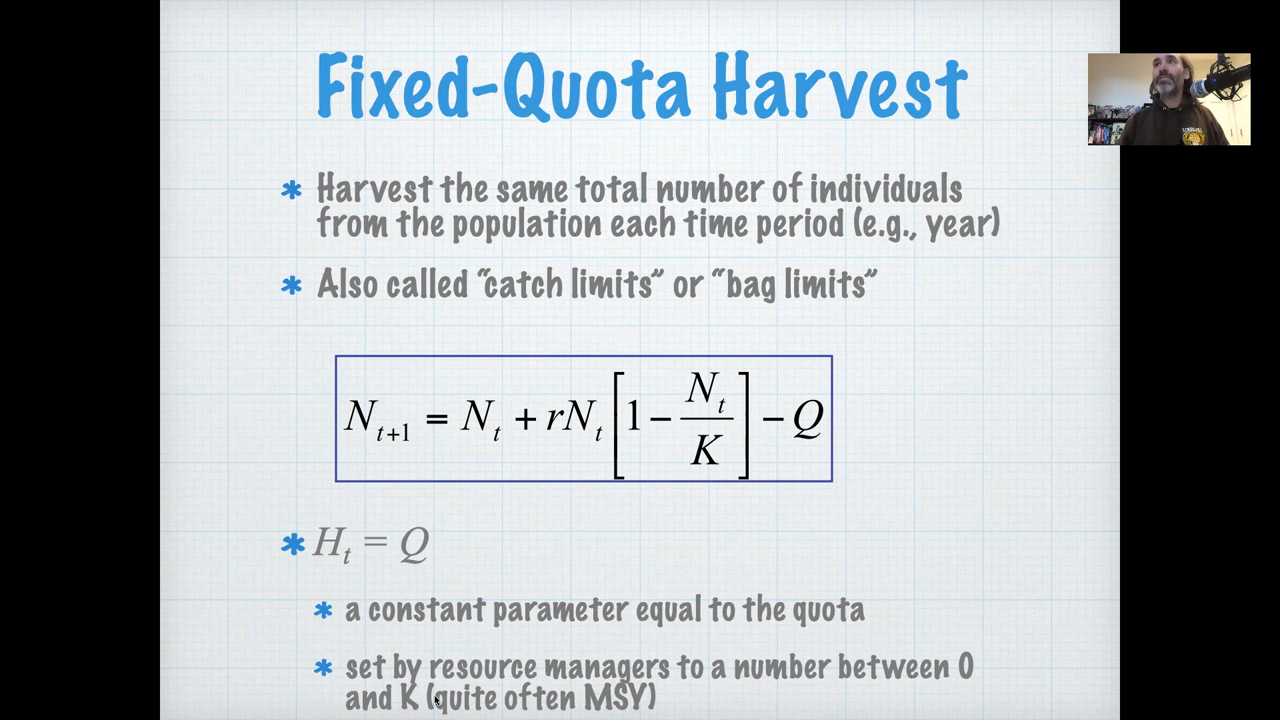 Fixed-Quota Harvest
* Harvest the same total number of individuals
from the population each time period (e.g., year)
* Also called “catch limits” or “bag limits”
N_{t+1} = N_t + rN_t [1 − N_t / K] − Q
* H_t = Q
* a constant parameter equal to the quota
* set by resource managers to a number between 0
and K (quite often MSY)